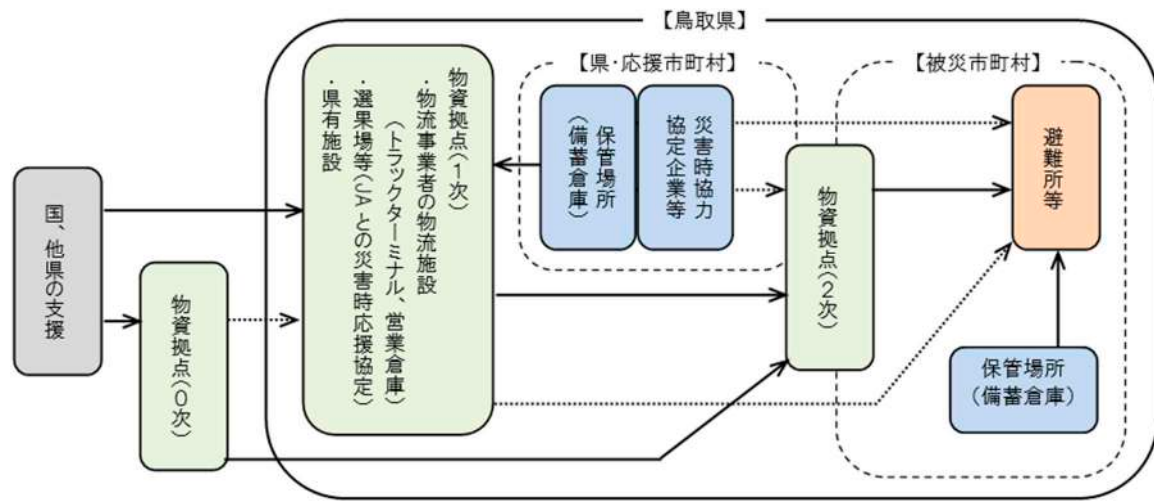 【鳥取県】
【県・応援市町村】
【被災市町村】
国、他県の支援
物資拠点(0次)
物資拠点(1次)
・物流事業者の物流施設
(トラックターミナル、営業倉庫)
・選果場等(JAとの災害時応援協定)
・県有施設
保管場所
(備蓄倉庫)
災害時協力
協定企業等
物資拠点(2次)
避難所等
保管場所
(備蓄倉庫)